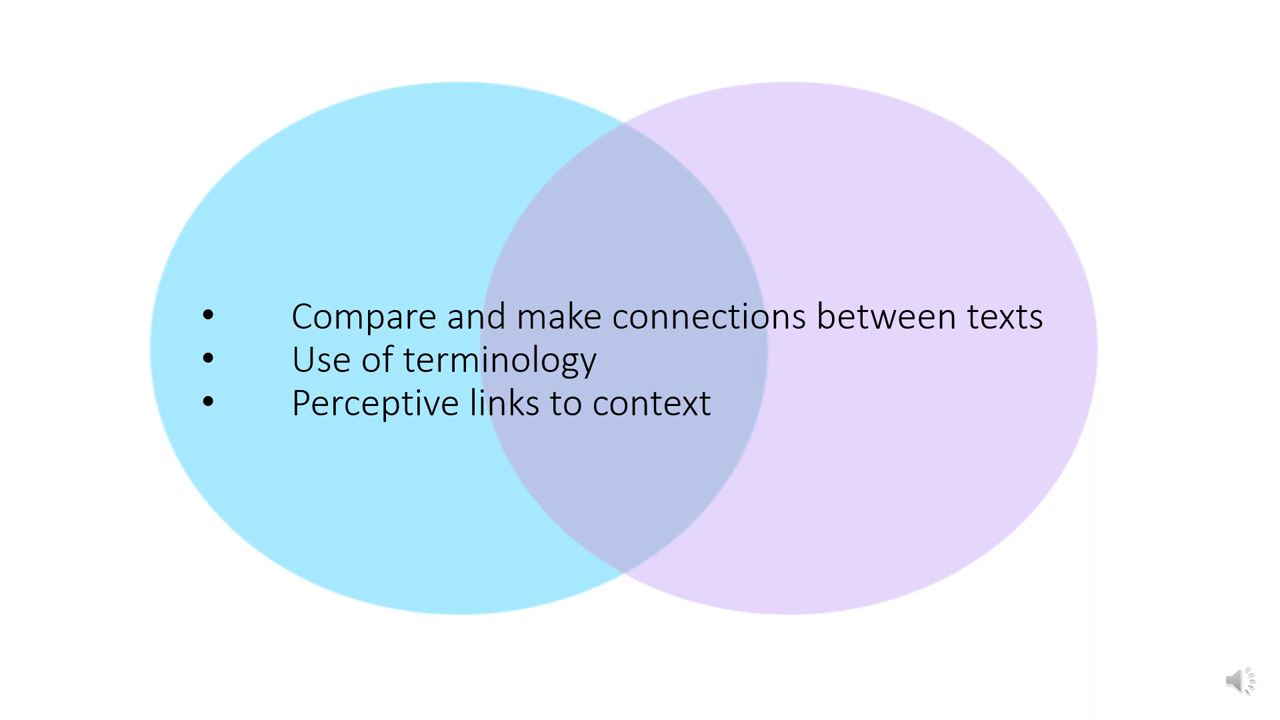 • Compare and make connections between texts
• Use of terminology
• Perceptive links to context